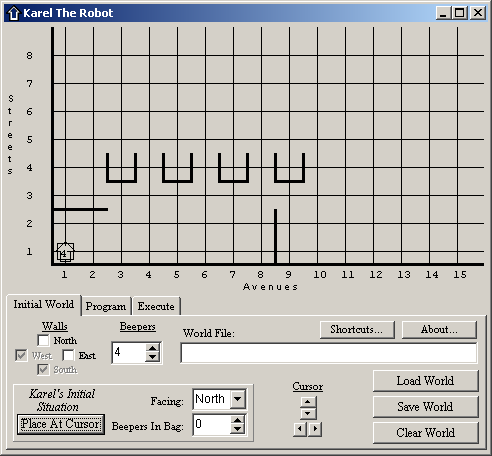 Karel The Robot
8
7
6
5
4
3
2
1
Streets
4
1 2 3 4 5 6 7 8 9 10 11 12 13 14 15
Avenues
Initial World Program Execute
Walls
North
West East
South
Beepers
4
World File:
Shortcuts... About...
Karel's Initial
Situation
Place At Cursor
Facing: North
Beepers In Bag: 0
Cursor
Load World
Save World
Clear World